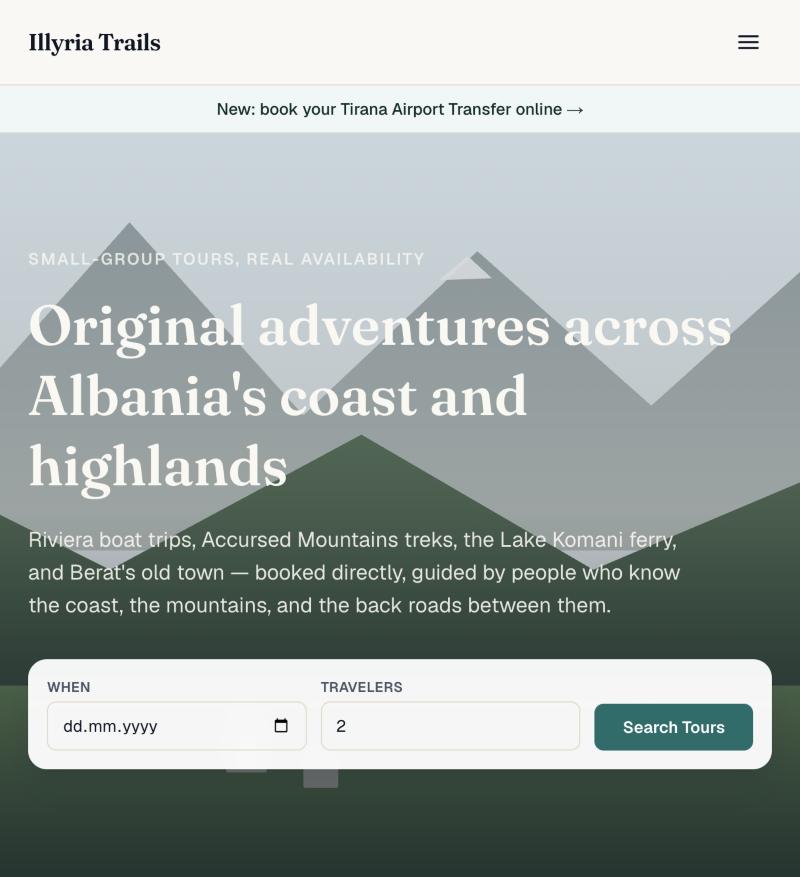 Illyria Trails
New: book your Tirana Airport Transfer online →
SMALL-GROUP TOURS, REAL AVAILABILITY
Original adventures across
Albania's coast and
highlands
Riviera boat trips, Accursed Mountains treks, the Lake Komani ferry,
and Berat's old town — booked directly, guided by people who know
the coast, the mountains, and the back roads between them.
WHEN
TRAVELERS
dd.mm.yyyy
2
Search Tours